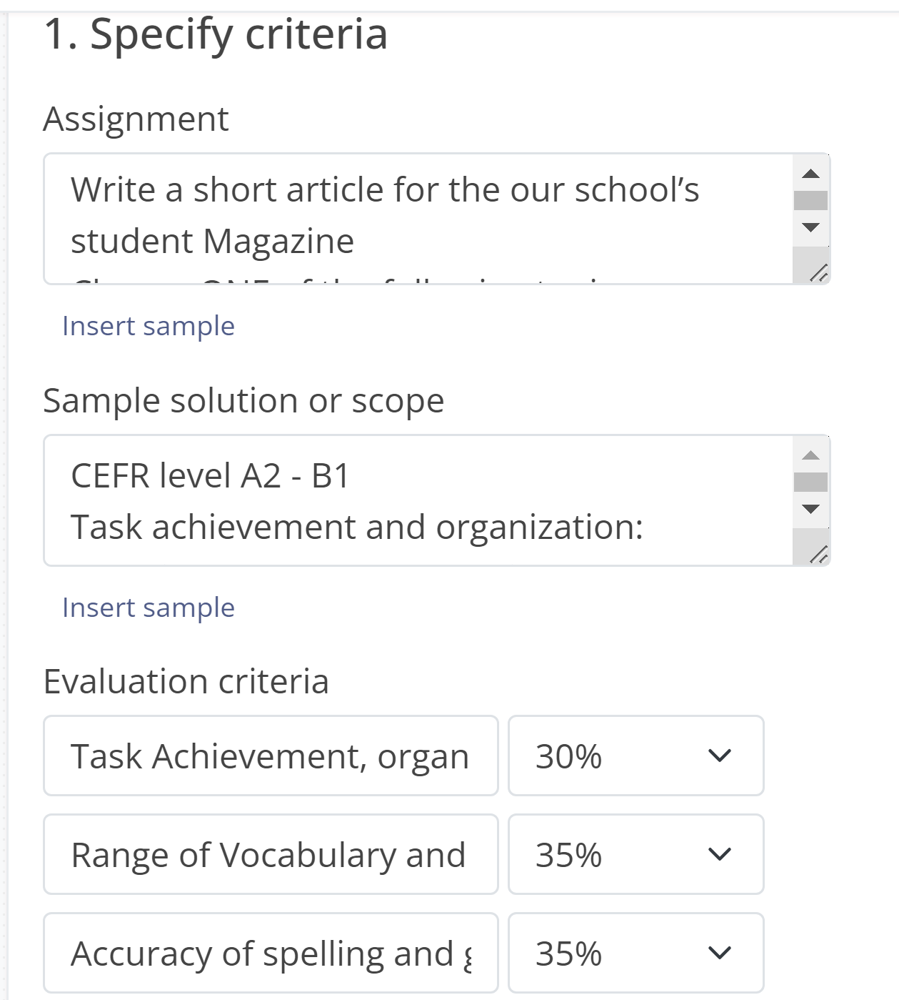 1. Specify criteria
Assignment
Write a short article for the our school’s
student Magazine
Insert sample
Sample solution or scope
CEFR level A2 - B1
Task achievement and organization:
Insert sample
Evaluation criteria
Task Achievement, organ
30%
Range of Vocabulary and
35%
Accuracy of spelling and
35%